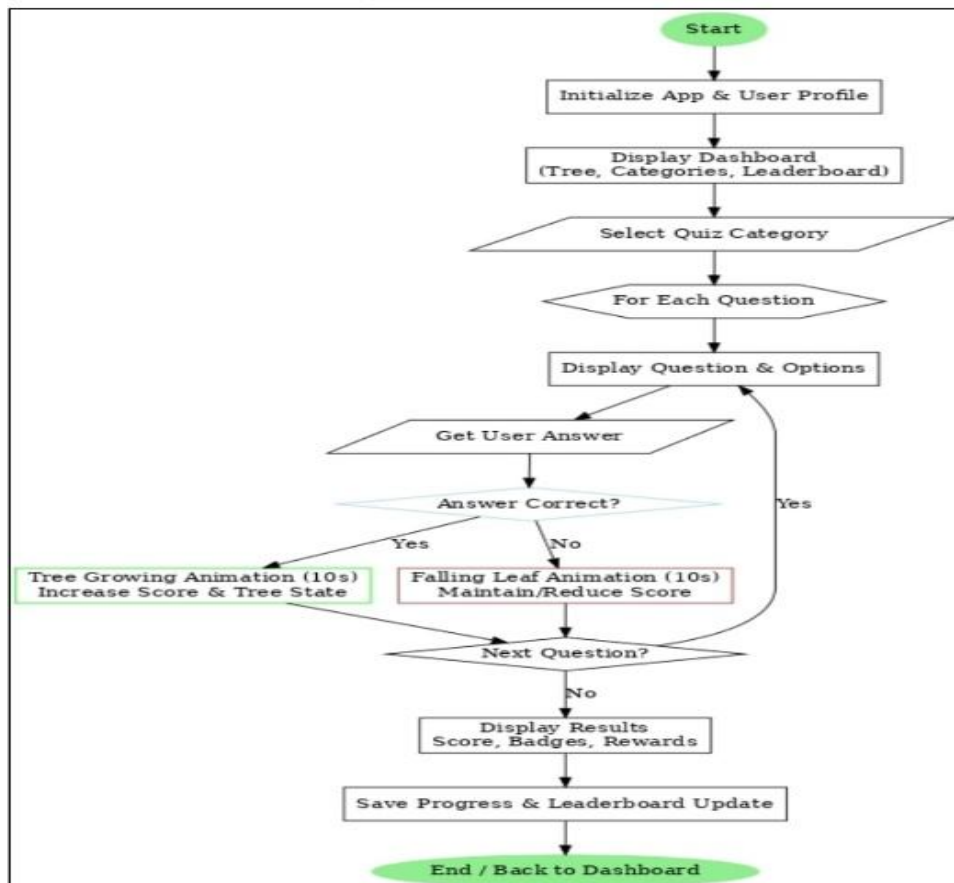 Start
Initialize App & User Profile
Display Dashboard
(Tree, Categories, Leaderboard)
Select Quiz Category
For Each Question
Display Question & Options
Get User Answer
Answer Correct?
Yes
Yes
No
Tree Growing Animation (10s)
Increase Score & Tree State
Falling Leaf Animation (10s)
Maintain/Reduce Score
Next Question?
No
Display Results
Score, Badges, Rewards
Save Progress & Leaderboard Update
End / Back to Dashboard